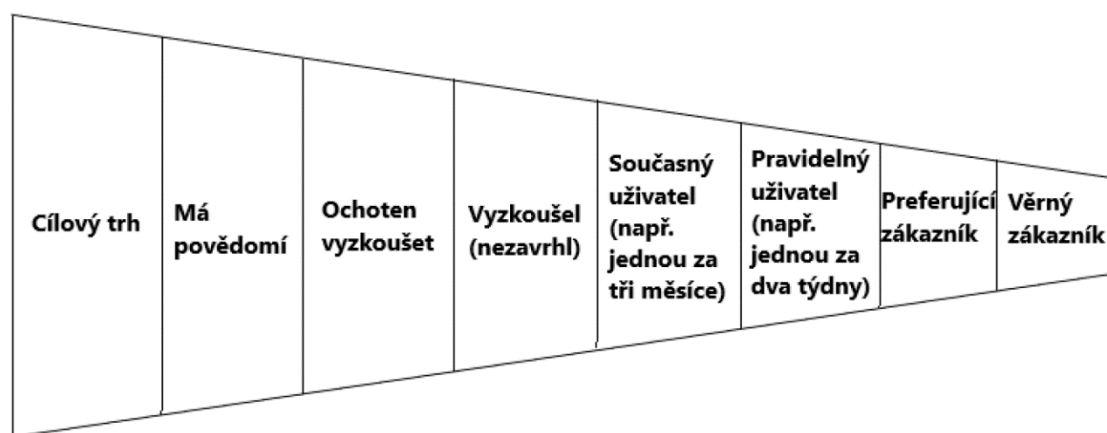 Cílový trh
Má
povědomí
Ochoten
vyzkoušet
Vyzkoušel
(nezavrhl)
Současný
uživatel
(např.
jednou za
tři měsíce)
Pravidelný
uživatel
(např.
jednou za
dva týdny)
Preferující
zákazník
Věrný
zákazník